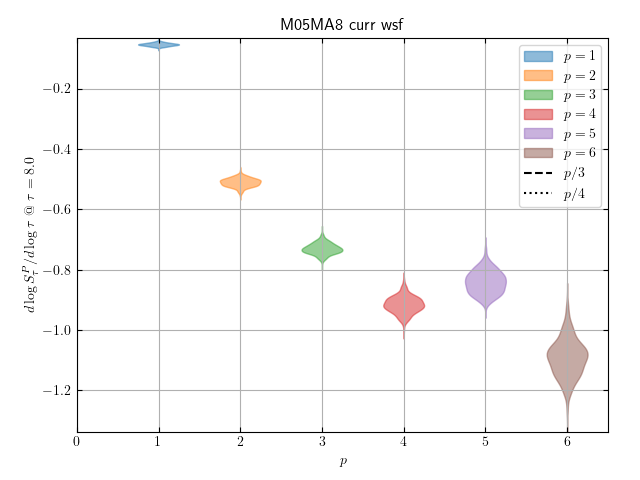 M05MA8 curr wsf
d log S_τ^P / d log τ @ τ = 8.0
−0.2
−0.4
−0.6
−0.8
−1.0
−1.2
0 1 2 3 4 5 6
p
p = 1
p = 2
p = 3
p = 4
p = 5
p = 6
p/3
p/4